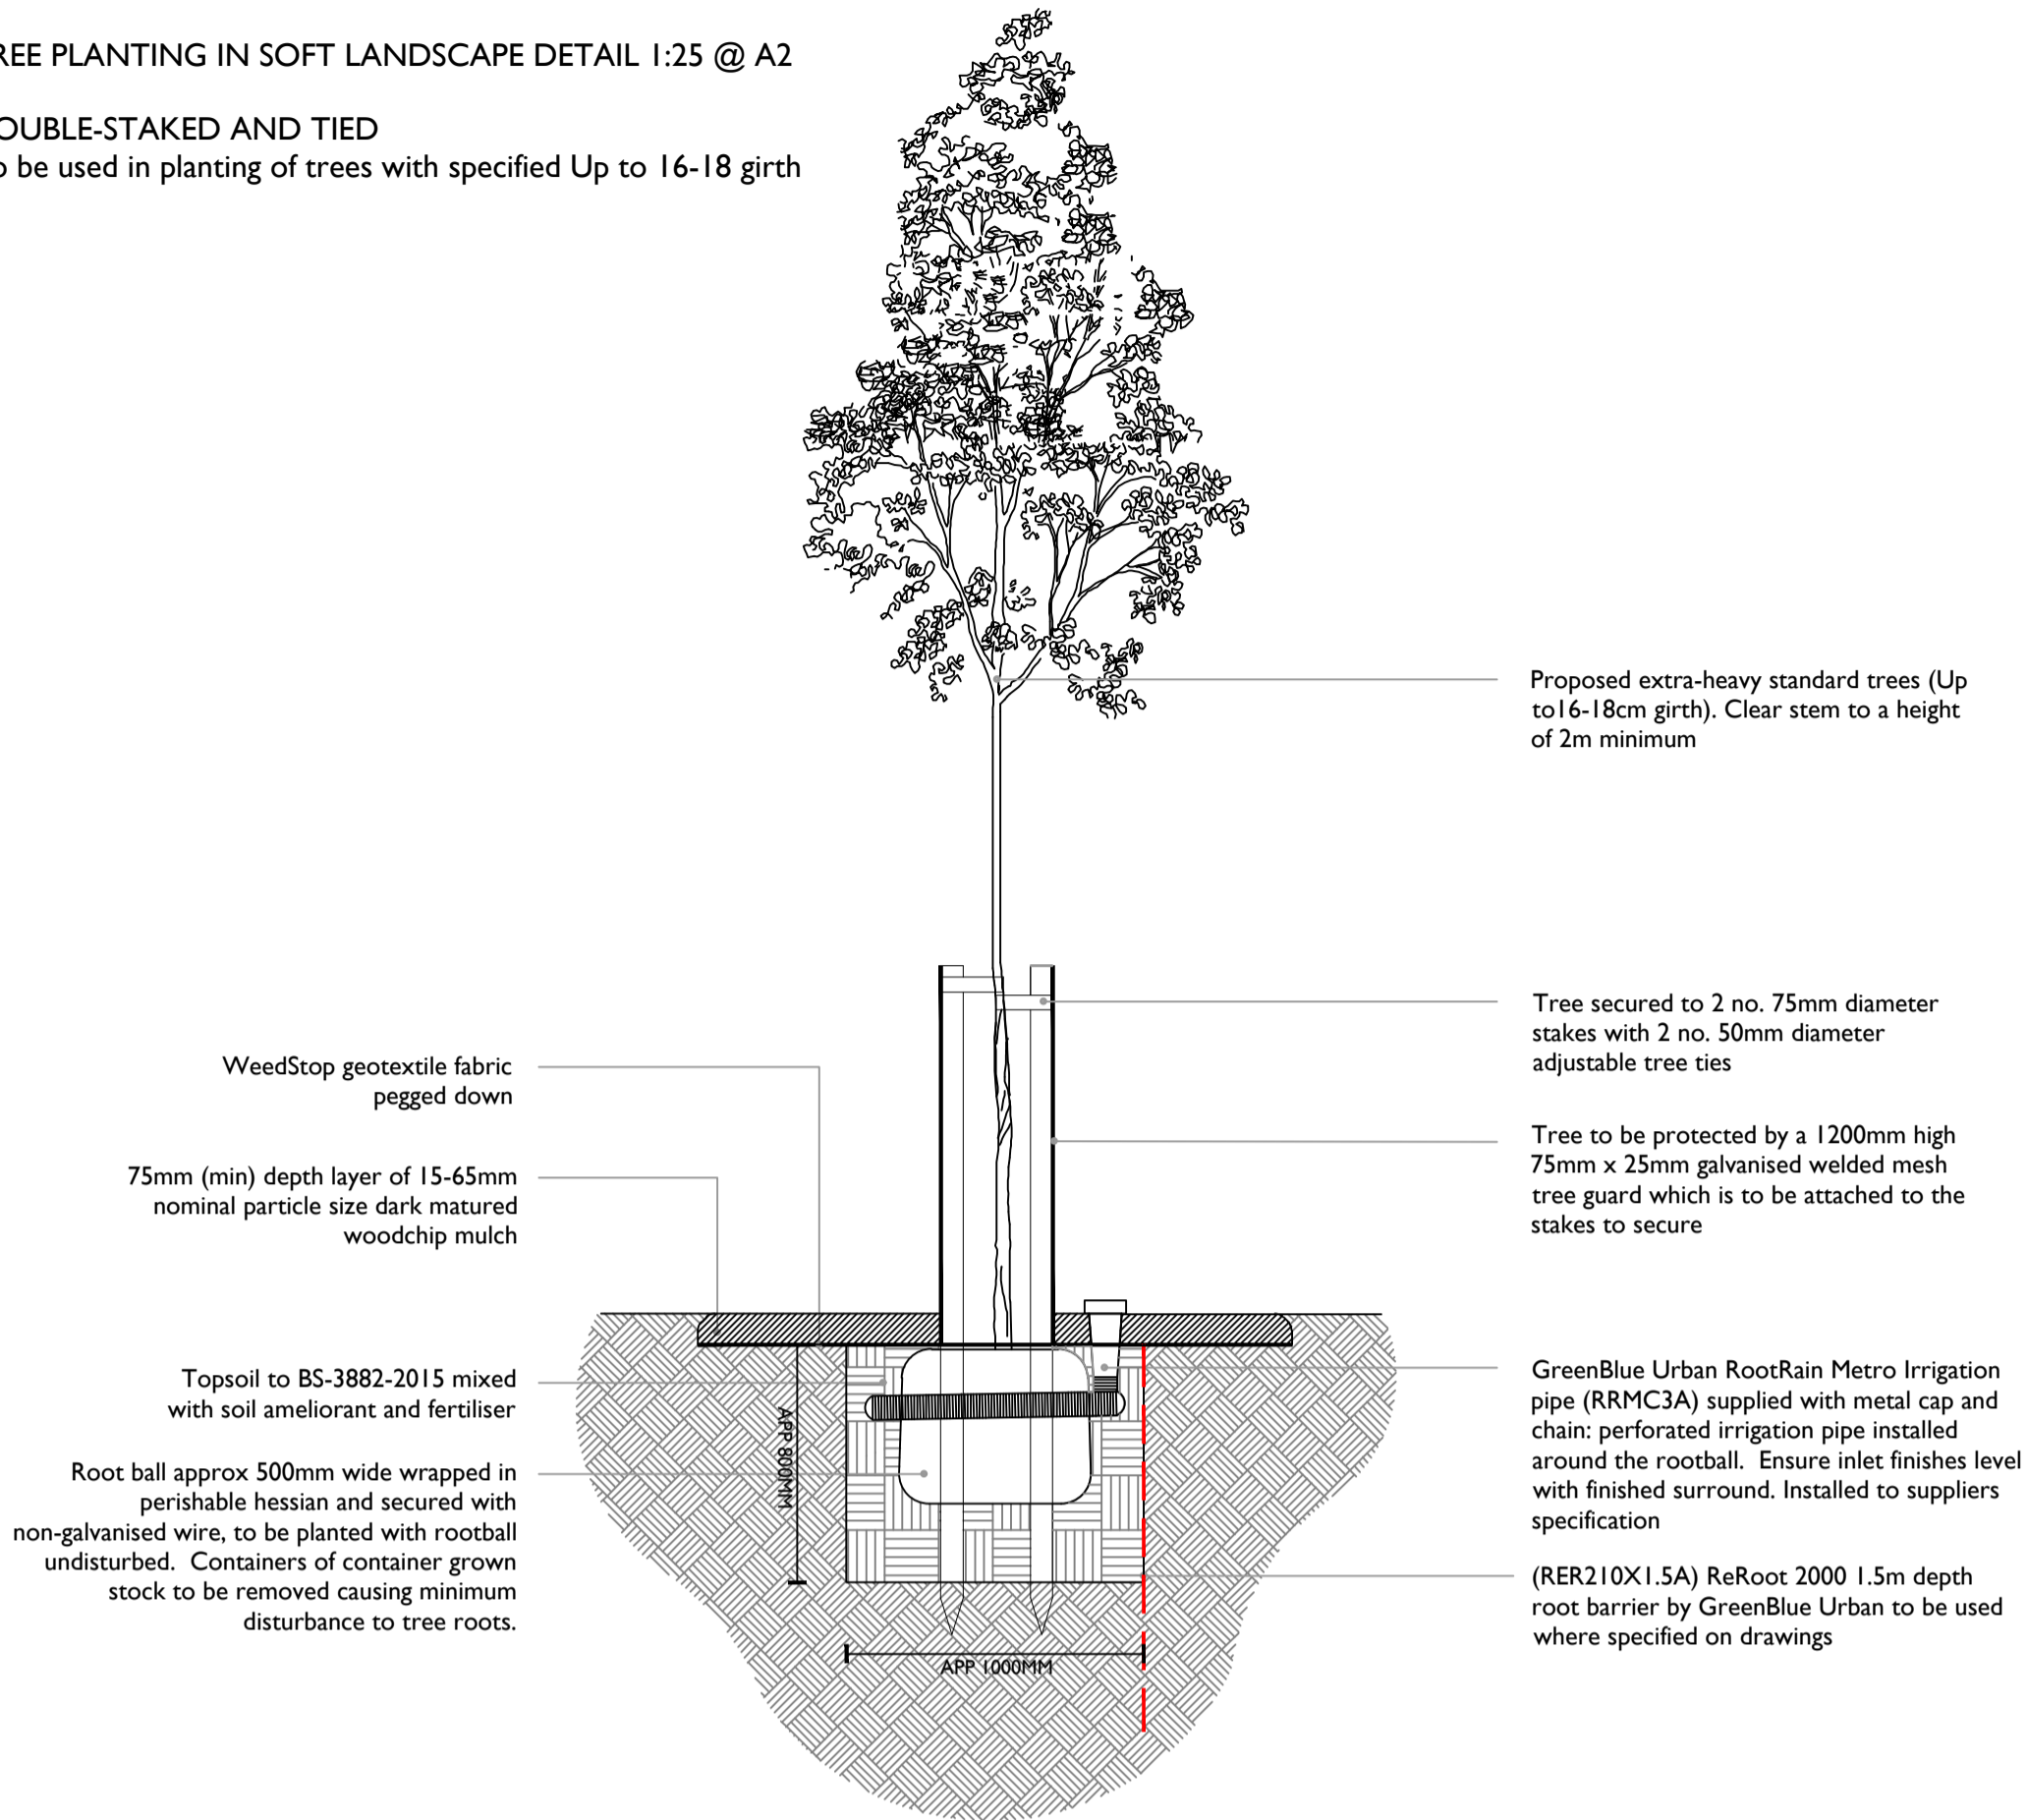 REE PLANTING IN SOFT LANDSCAPE DETAIL 1:25 @ A2
OUBLE-STAKED AND TIED
o be used in planting of trees with specified Up to 16-18 girth
Proposed extra-heavy standard trees (Up
to16-18cm girth). Clear stem to a height
of 2m minimum
Tree secured to 2 no. 75mm diameter
stakes with 2 no. 50mm diameter
adjustable tree ties
WeedStop geotextile fabric
pegged down
Tree to be protected by a 1200mm high
75mm x 25mm galvanised welded mesh
tree guard which is to be attached to the
stakes to secure
75mm (min) depth layer of 15-65mm
nominal particle size dark matured
woodchip mulch
Topsoil to BS-3882-2015 mixed
with soil ameliorant and fertiliser
GreenBlue Urban RootRain Metro Irrigation
pipe (RRMC3A) supplied with metal cap and
chain: perforated irrigation pipe installed
around the rootball.  Ensure inlet finishes level
with finished surround. Installed to suppliers
specification
APP 800MM
Root ball approx 500mm wide wrapped in
perishable hessian and secured with
non-galvanised wire, to be planted with rootball
undisturbed.  Containers of container grown
stock to be removed causing minimum
disturbance to tree roots.
(RER210X1.5A) ReRoot 2000 1.5m depth
root barrier by GreenBlue Urban to be used
where specified on drawings
APP 1000MM